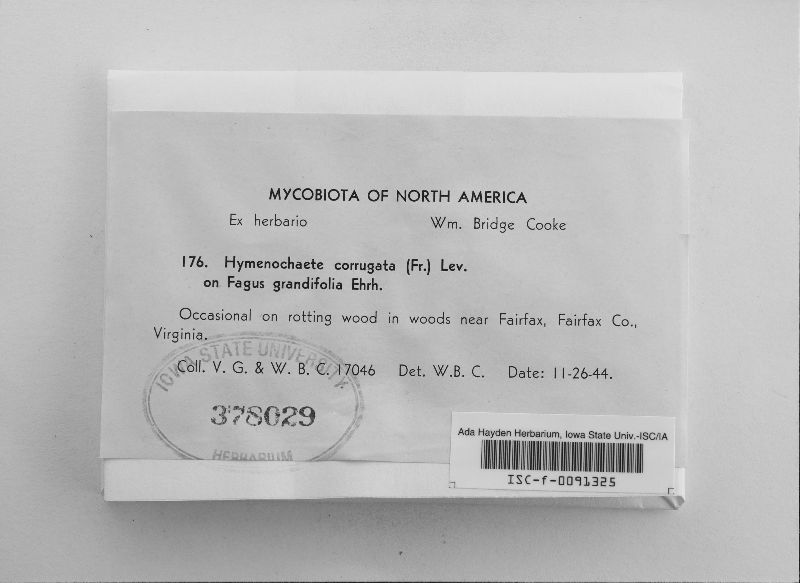 MYCOBIOTA OF NORTH AMERICA
Ex herbario Wm. Bridge Cooke
176. Hymenochaete corrugata (Fr.) Lev.
on Fagus grandifolia Ehrh.
Occasional on rotting wood in woods near Fairfax, Fairfax Co.,
Virginia.
Coll. V. G. & W. B. C. 17046 Det. W.B. C. Date: 11-26-44.
IOWA STATE UNIVERSITY
378029
HERBARIUM
Ada Hayden Herbarium, Iowa State Univ.-ISC/IA
ISC-f-0091325